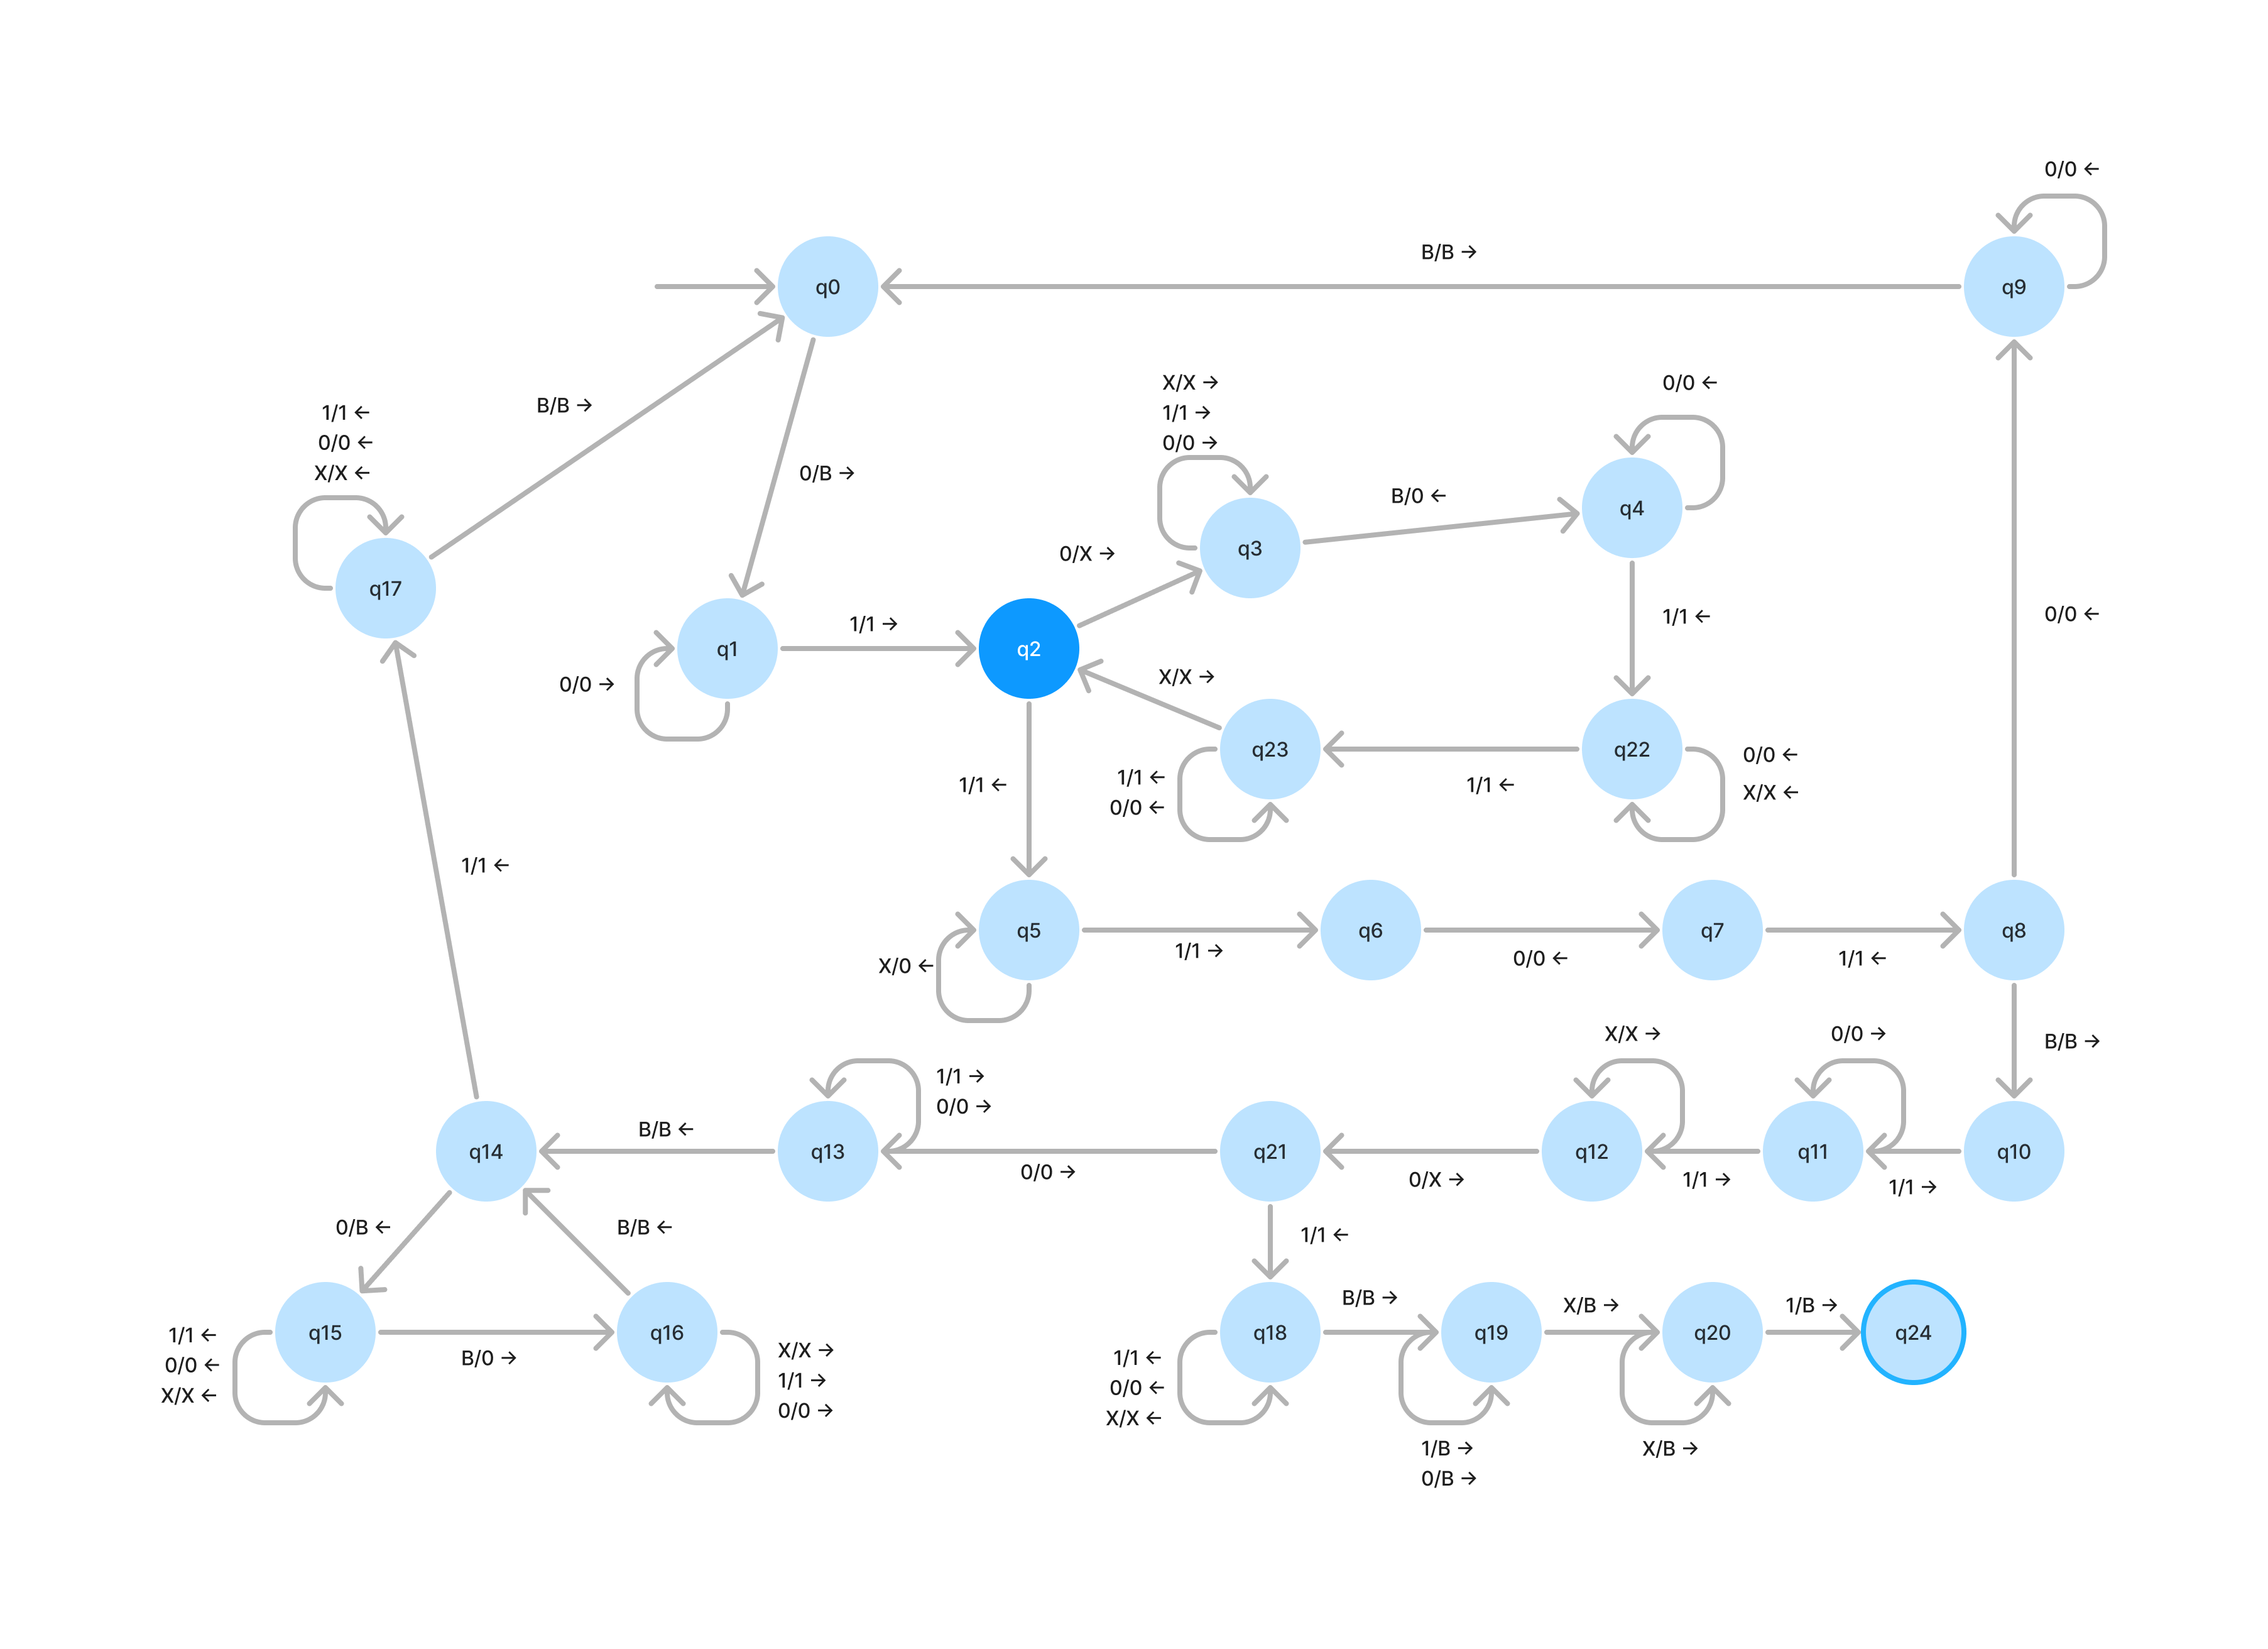 0/0 ←
B/B →
q0
q9
X/X →
1/1 →
0/0 →
0/0 ←
1/1 ←
0/0 ←
X/X ←
B/B →
0/B →
B/0 ←
q4
q3
0/X →
q17
1/1 →
1/1 ←
0/0 ←
q1
q2
0/0 →
X/X →
q23
q22
0/0 ←
X/X ←
1/1 ←
0/0 ←
1/1 ←
1/1 ←
1/1 ←
q5
q6
q7
q8
X/0 ←
1/1 →
0/0 ←
1/1 ←
X/X →
0/0 →
B/B →
1/1 →
0/0 →
B/B ←
q14
q13
q21
q12
q11
q10
0/0 →
0/X →
1/1 →
1/1 →
0/B ←
B/B ←
1/1 ←
B/B →
X/B →
1/B →
q15
q16
q18
q19
q20
q24
1/1 ←
0/0 ←
X/X ←
B/0 →
X/X →
1/1 →
0/0 →
1/1 ←
0/0 ←
X/X ←
1/B →
0/B →
X/B →